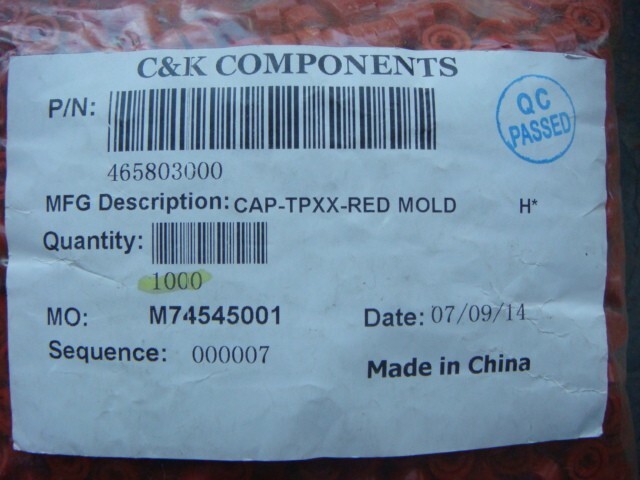 C&K COMPONENTS
P/N:
465803000
QC
PASSED
MFG Description: CAP-TPXX-RED MOLD H*
Quantity:
1000
MO: M74545001 Date: 07/09/14
Sequence: 000007
Made in China